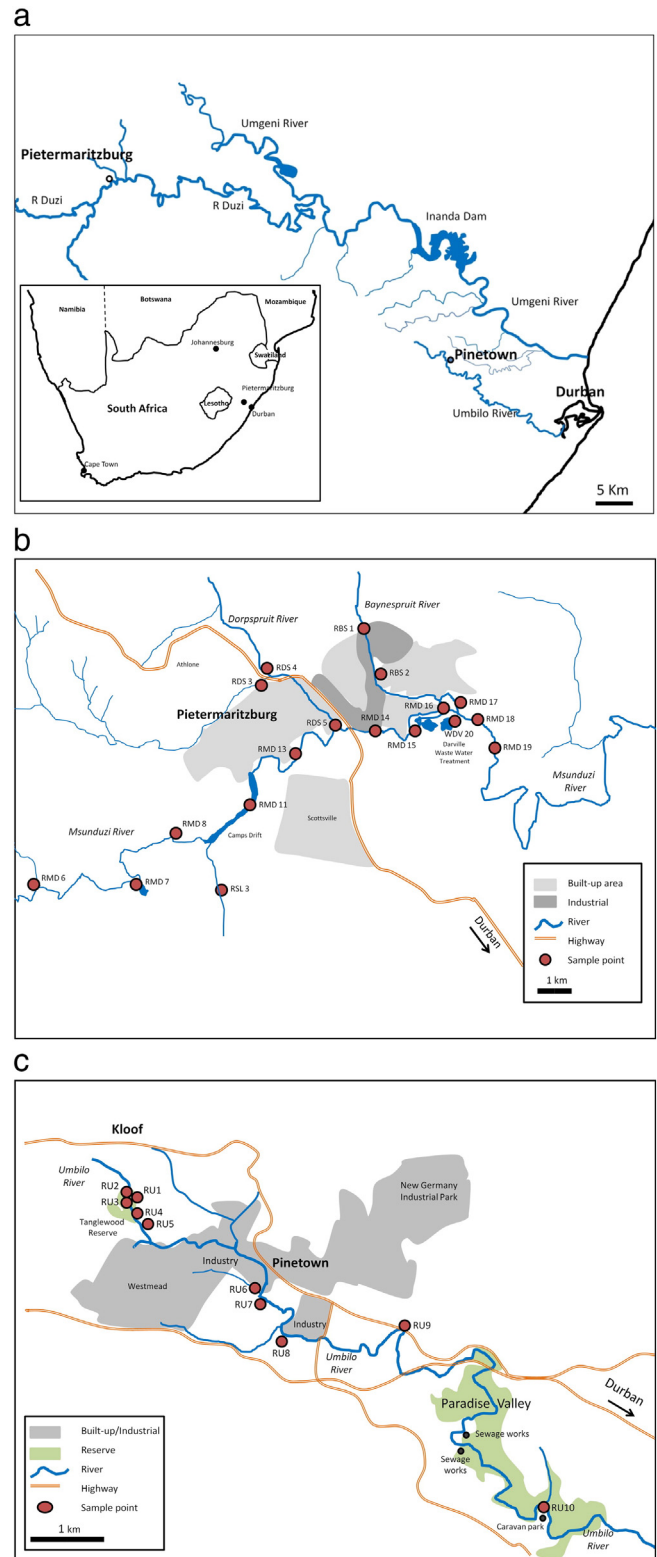 a
Umgeni River
Pietermaritzburg
R Duzi
R Duzi
Inanda Dam
Umgeni River
Pinetown
Durban
Umbilo River
5 Km
Namibia
Botswana
Mozambique
Johannesburg
Swaziland
Pietermaritzburg
Lesotho
South Africa
Durban
Cape Town
b
Dorpspruit River
Baynespruit River
RBS 1
Athlone
RDS 4
RDS 3
RBS 2
Pietermaritzburg
RMD 16
RMD 17
RDS 5
RMD 14
RMD 18
RMD 15
WDV 20
Darville
Waste Water
Treatment
RMD 19
RMD 13
Msunduzi
River
RMD 11
Scottsville
RMD 8
Msunduzi River
Camps Drift
RMD 6
RMD 7
RSL 3
Durban
Built-up area
Industrial
River
Highway
Sample point
1 km
c
Kloof
Umbilo
River
RU2
RU1
RU3
RU4
Tanglewood
Reserve
RU5
New Germany
Industrial Park
Industry
Pinetown
Westmead
RU6
RU7
Industry
RU8
Umbilo
River
RU9
Durban
Paradise Valley
Sewage works
Sewage
works
RU10
Caravan park
Umbilo
River
Built-up/Industrial
Reserve
River
Highway
Sample point
1 km